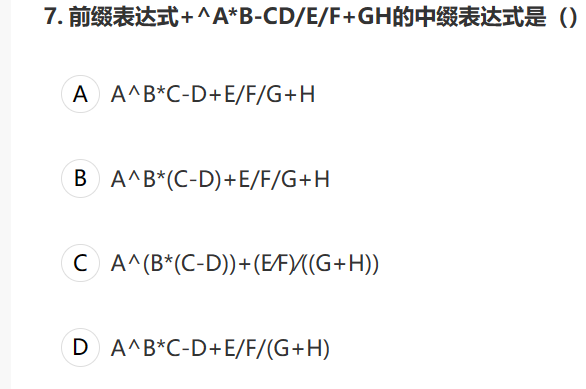 7. 前缀表达式+^A*B-CD/E/F+GH的中缀表达式是（）
A A^B*C-D+E/F/G+H
B A^B*(C-D)+E/F/G+H
C A^(B*(C-D))+(E/F)/((G+H))
D A^B*C-D+E/F/(G+H)